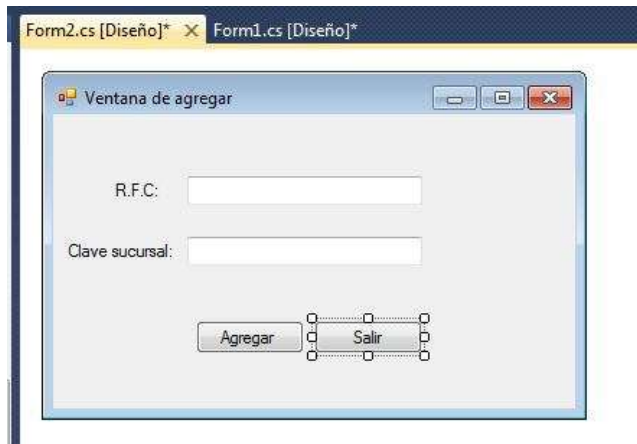 Form2.cs [Diseño]* Form1.cs [Diseño]*
Ventana de agregar
R.F.C:
Clave sucursal:
Agregar Salir